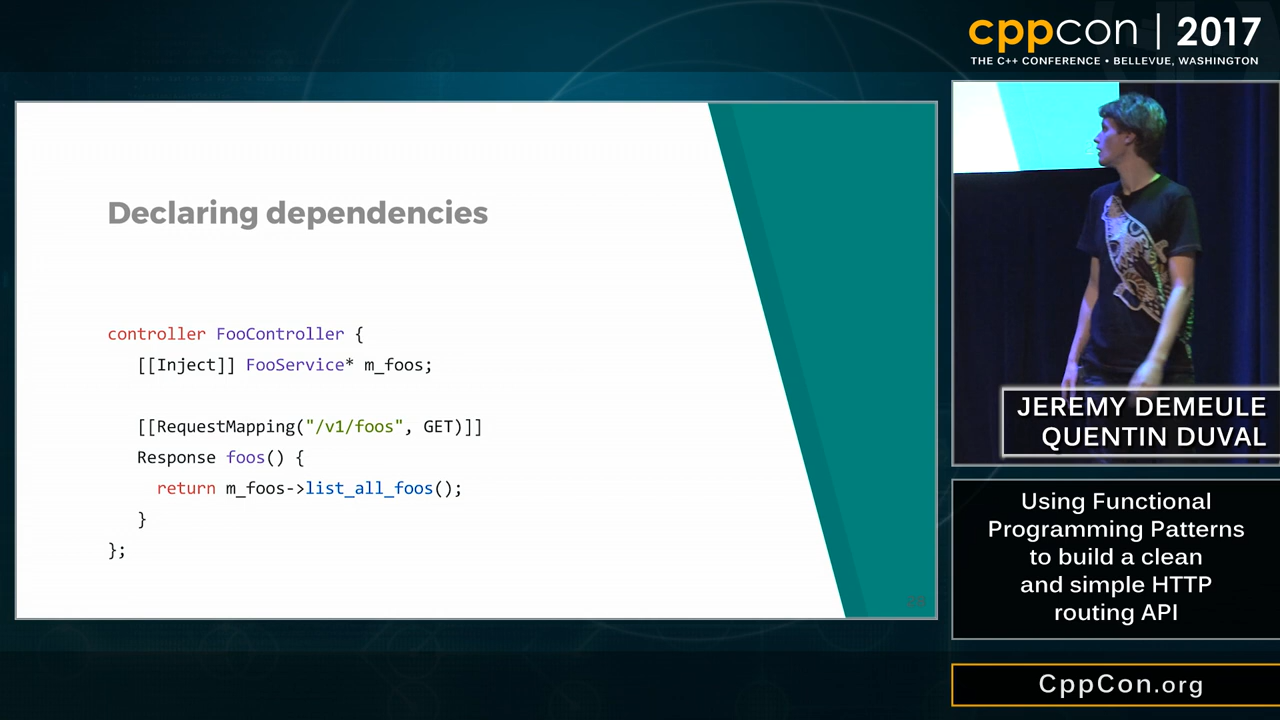 cppcon | 2017
THE C++ CONFERENCE • BELLEVUE, WASHINGTON
Declaring dependencies
controller FooController {
[[Inject]] FooService* m_foos;
[[RequestMapping("/v1/foos", GET)]]
Response foos() {
return m_foos->list_all_foos();
}
};
28
JEREMY DEMEULE
QUENTIN DUVAL
Using Functional
Programming Patterns
to build a clean
and simple HTTP
routing API
CppCon.org